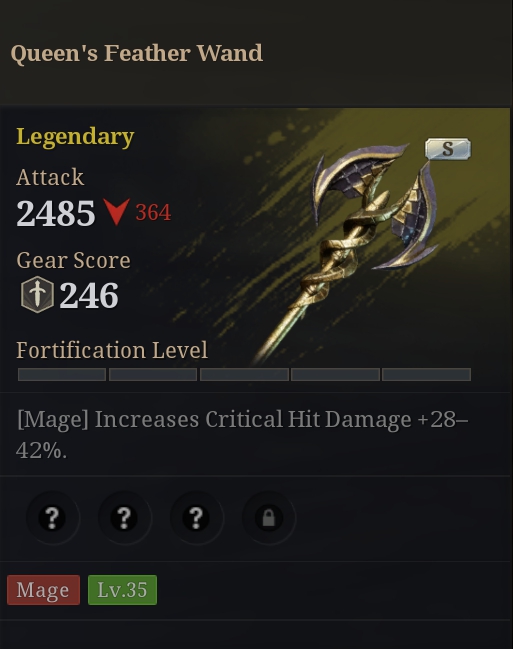 Queen's Feather Wand
Legendary
S
Attack
2485 364
Gear Score
246
Fortification Level
[Mage] Increases Critical Hit Damage +28–
42%.
? ? ?
Mage Lv.35